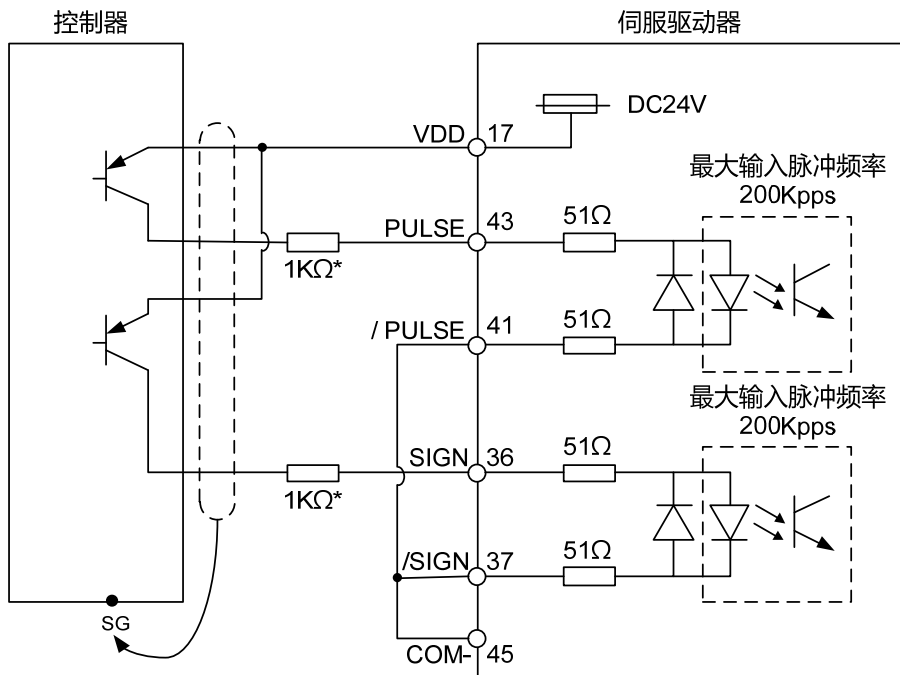 控制器
伺服驱动器
DC24V
VDD
17
最大输入脉冲频率
200Kpps
PULSE
43
51Ω
1KΩ*
/ PULSE
41
51Ω
最大输入脉冲频率
200Kpps
SIGN
36
51Ω
1KΩ*
/SIGN
37
51Ω
SG
COM-
45